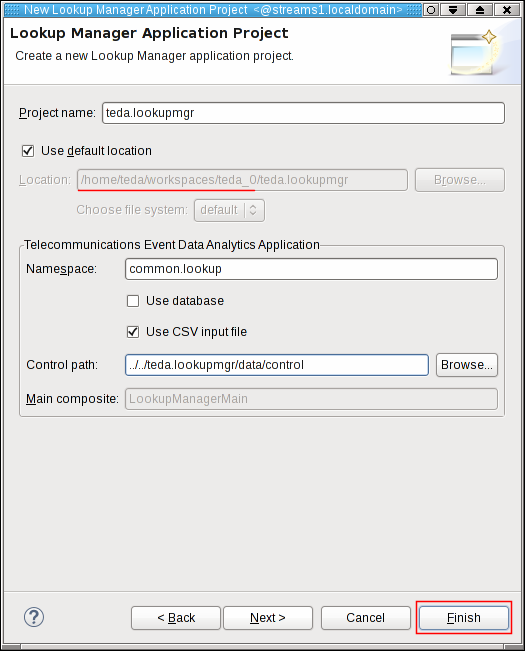 New Lookup Manager Application Project <@streams1.localdomain>
Lookup Manager Application Project
Create a new Lookup Manager application project.
Project name: teda.lookupmgr
Use default location
Location: /home/teda/workspaces/teda_0/teda.lookupmgr Browse...
Choose file system: default
Telecommunications Event Data Analytics Application
Namespace: common.lookup
Use database
Use CSV input file
Control path: ../../teda.lookupmgr/data/control Browse...
Main composite: LookupManagerMain
? < Back Next > Cancel Finish